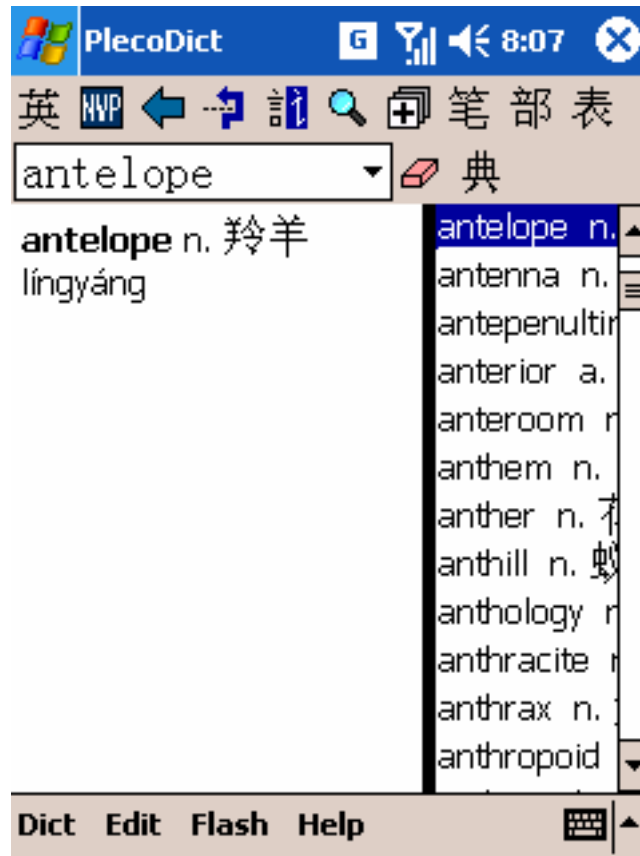 PlecoDict G 8:07
英 NVP 笔 部 表
antelope 典
antelope n. 羚羊
língyáng
antelope n.
antenna n.
anterior a.
anteroom
anthem n.
anther n.
anthill n.
anthology
anthracite
anthrax n.
anthropoid
Dict Edit Flash Help